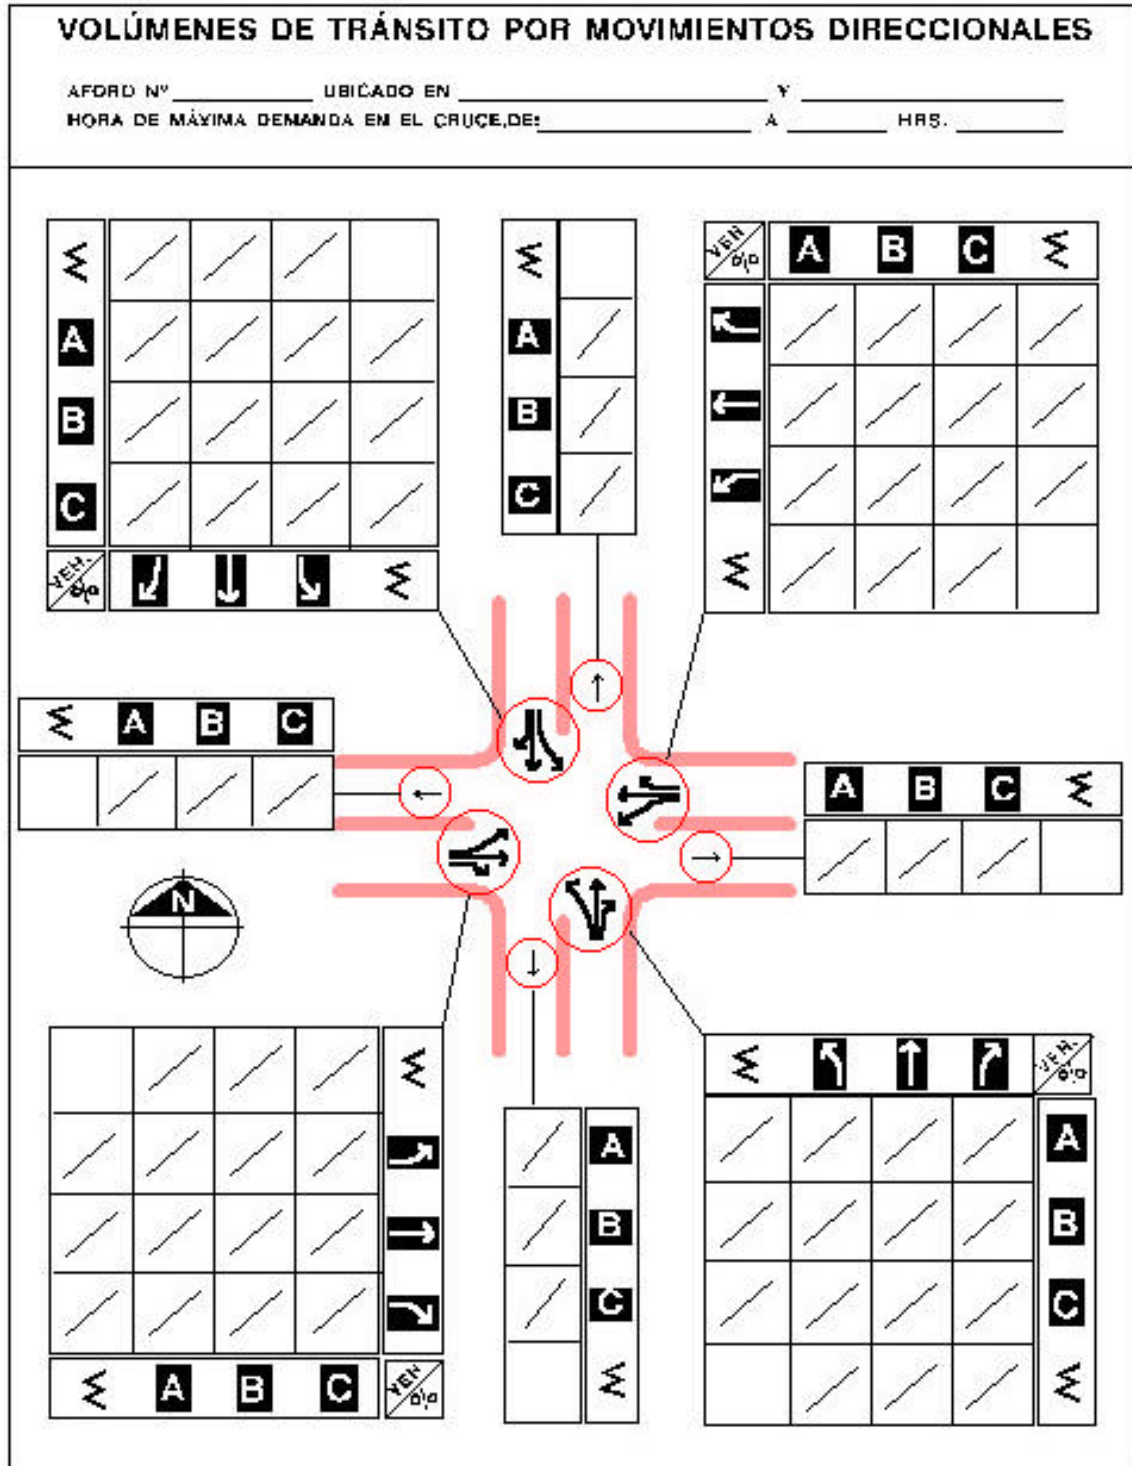 VOLÚMENES DE TRÁNSITO POR MOVIMIENTOS DIRECCIONALES
AFORO Nº UBICADO EN Y
HORA DE MÁXIMA DEMANDA EN EL CRUCE,DE: A HRS.
Σ
A
B
C
VEH. %
Σ
Σ
A
B
C
VEH %
A B C Σ
Σ
Σ A B C
A B C Σ
N
Σ
Σ A B C
VEH %
A
B
C
Σ
Σ
VEH. %
A
B
C
Σ